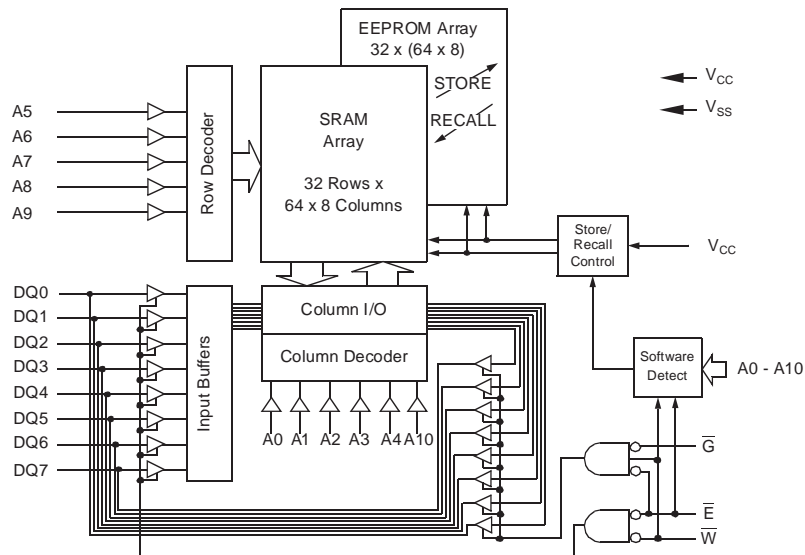 EEPROM Array
32 x (64 x 8)
STORE
RECALL
SRAM
Array
32 Rows x
64 x 8 Columns
Row Decoder
A5
A6
A7
A8
A9
VCC
VSS
Store/
Recall
Control
VCC
DQ0
DQ1
DQ2
DQ3
DQ4
DQ5
DQ6
DQ7
Input Buffers
Column I/O
Column Decoder
A0 A1 A2 A3 A4 A10
Software
Detect
A0 - A10
G̅
E̅
W̅